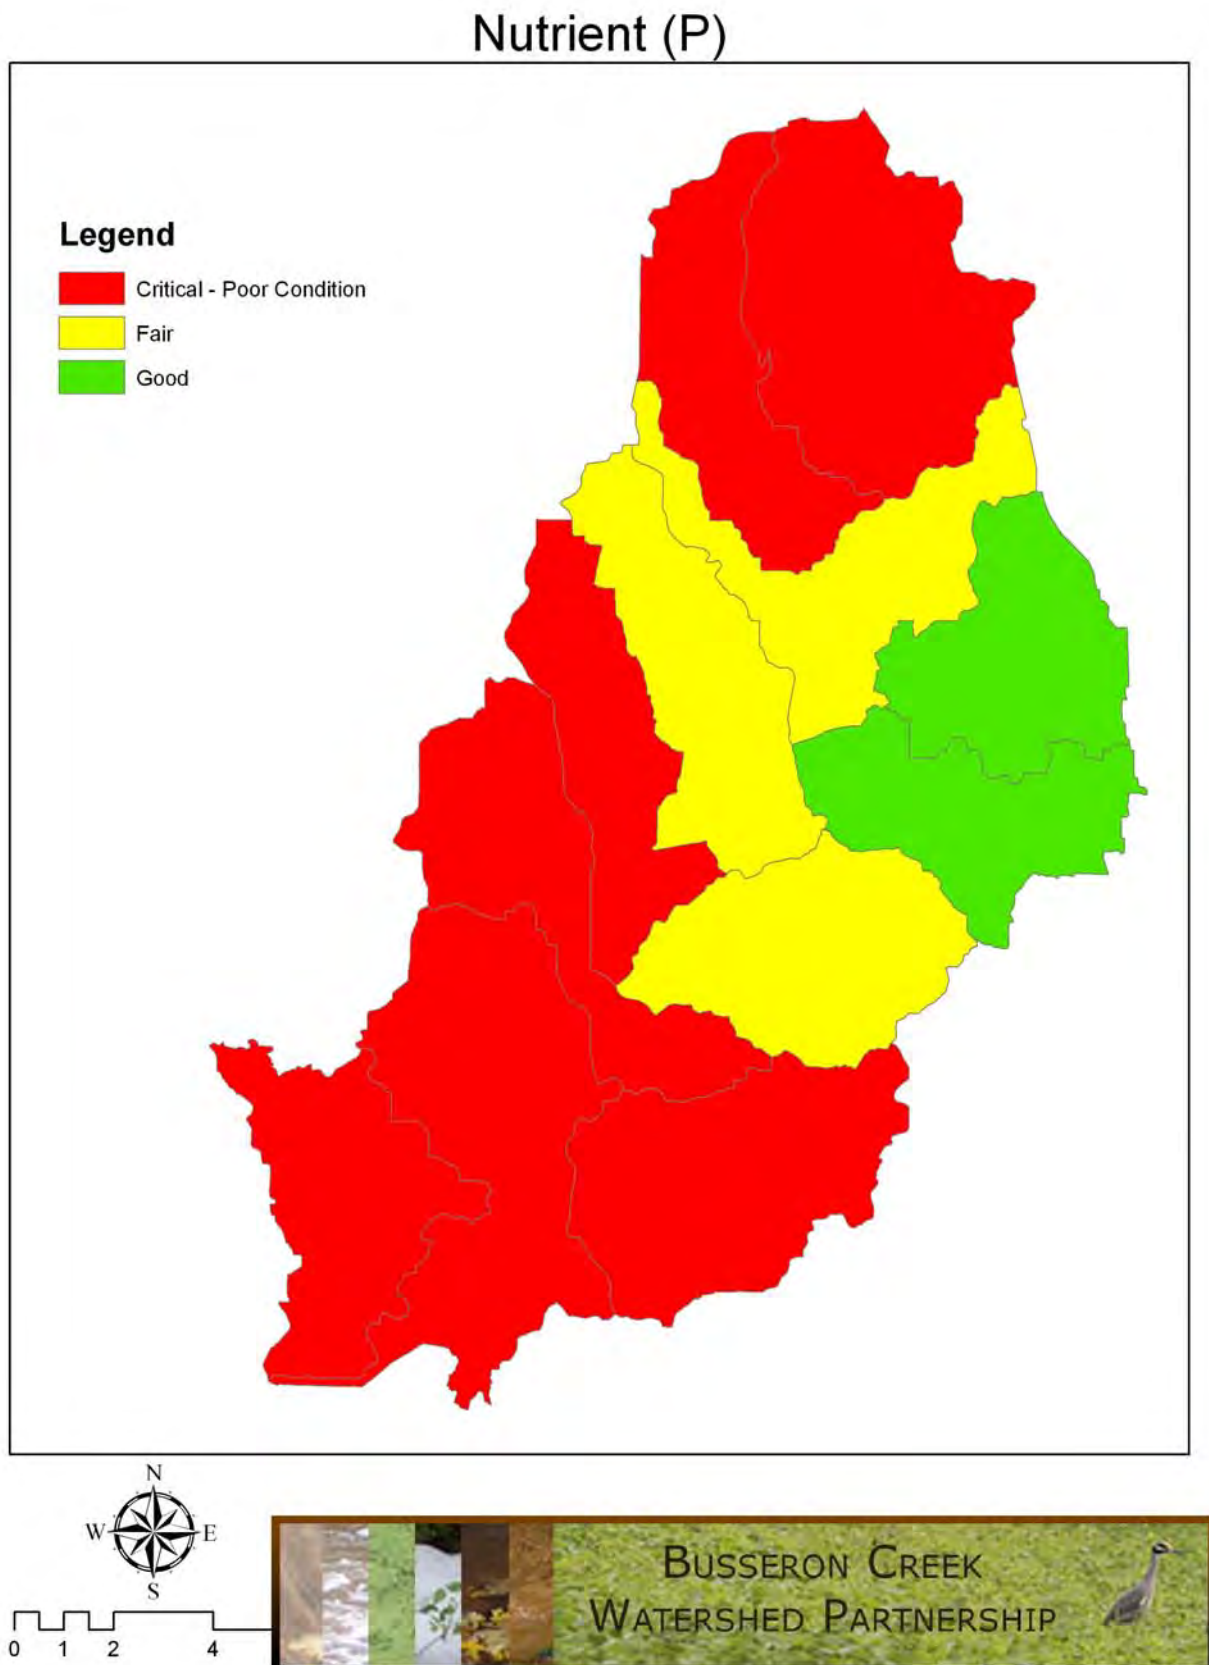 Nutrient (P)
Legend
Critical - Poor Condition
Fair
Good
N
W E
S
0 1 2 4
BUSSERON CREEK
WATERSHED PARTNERSHIP